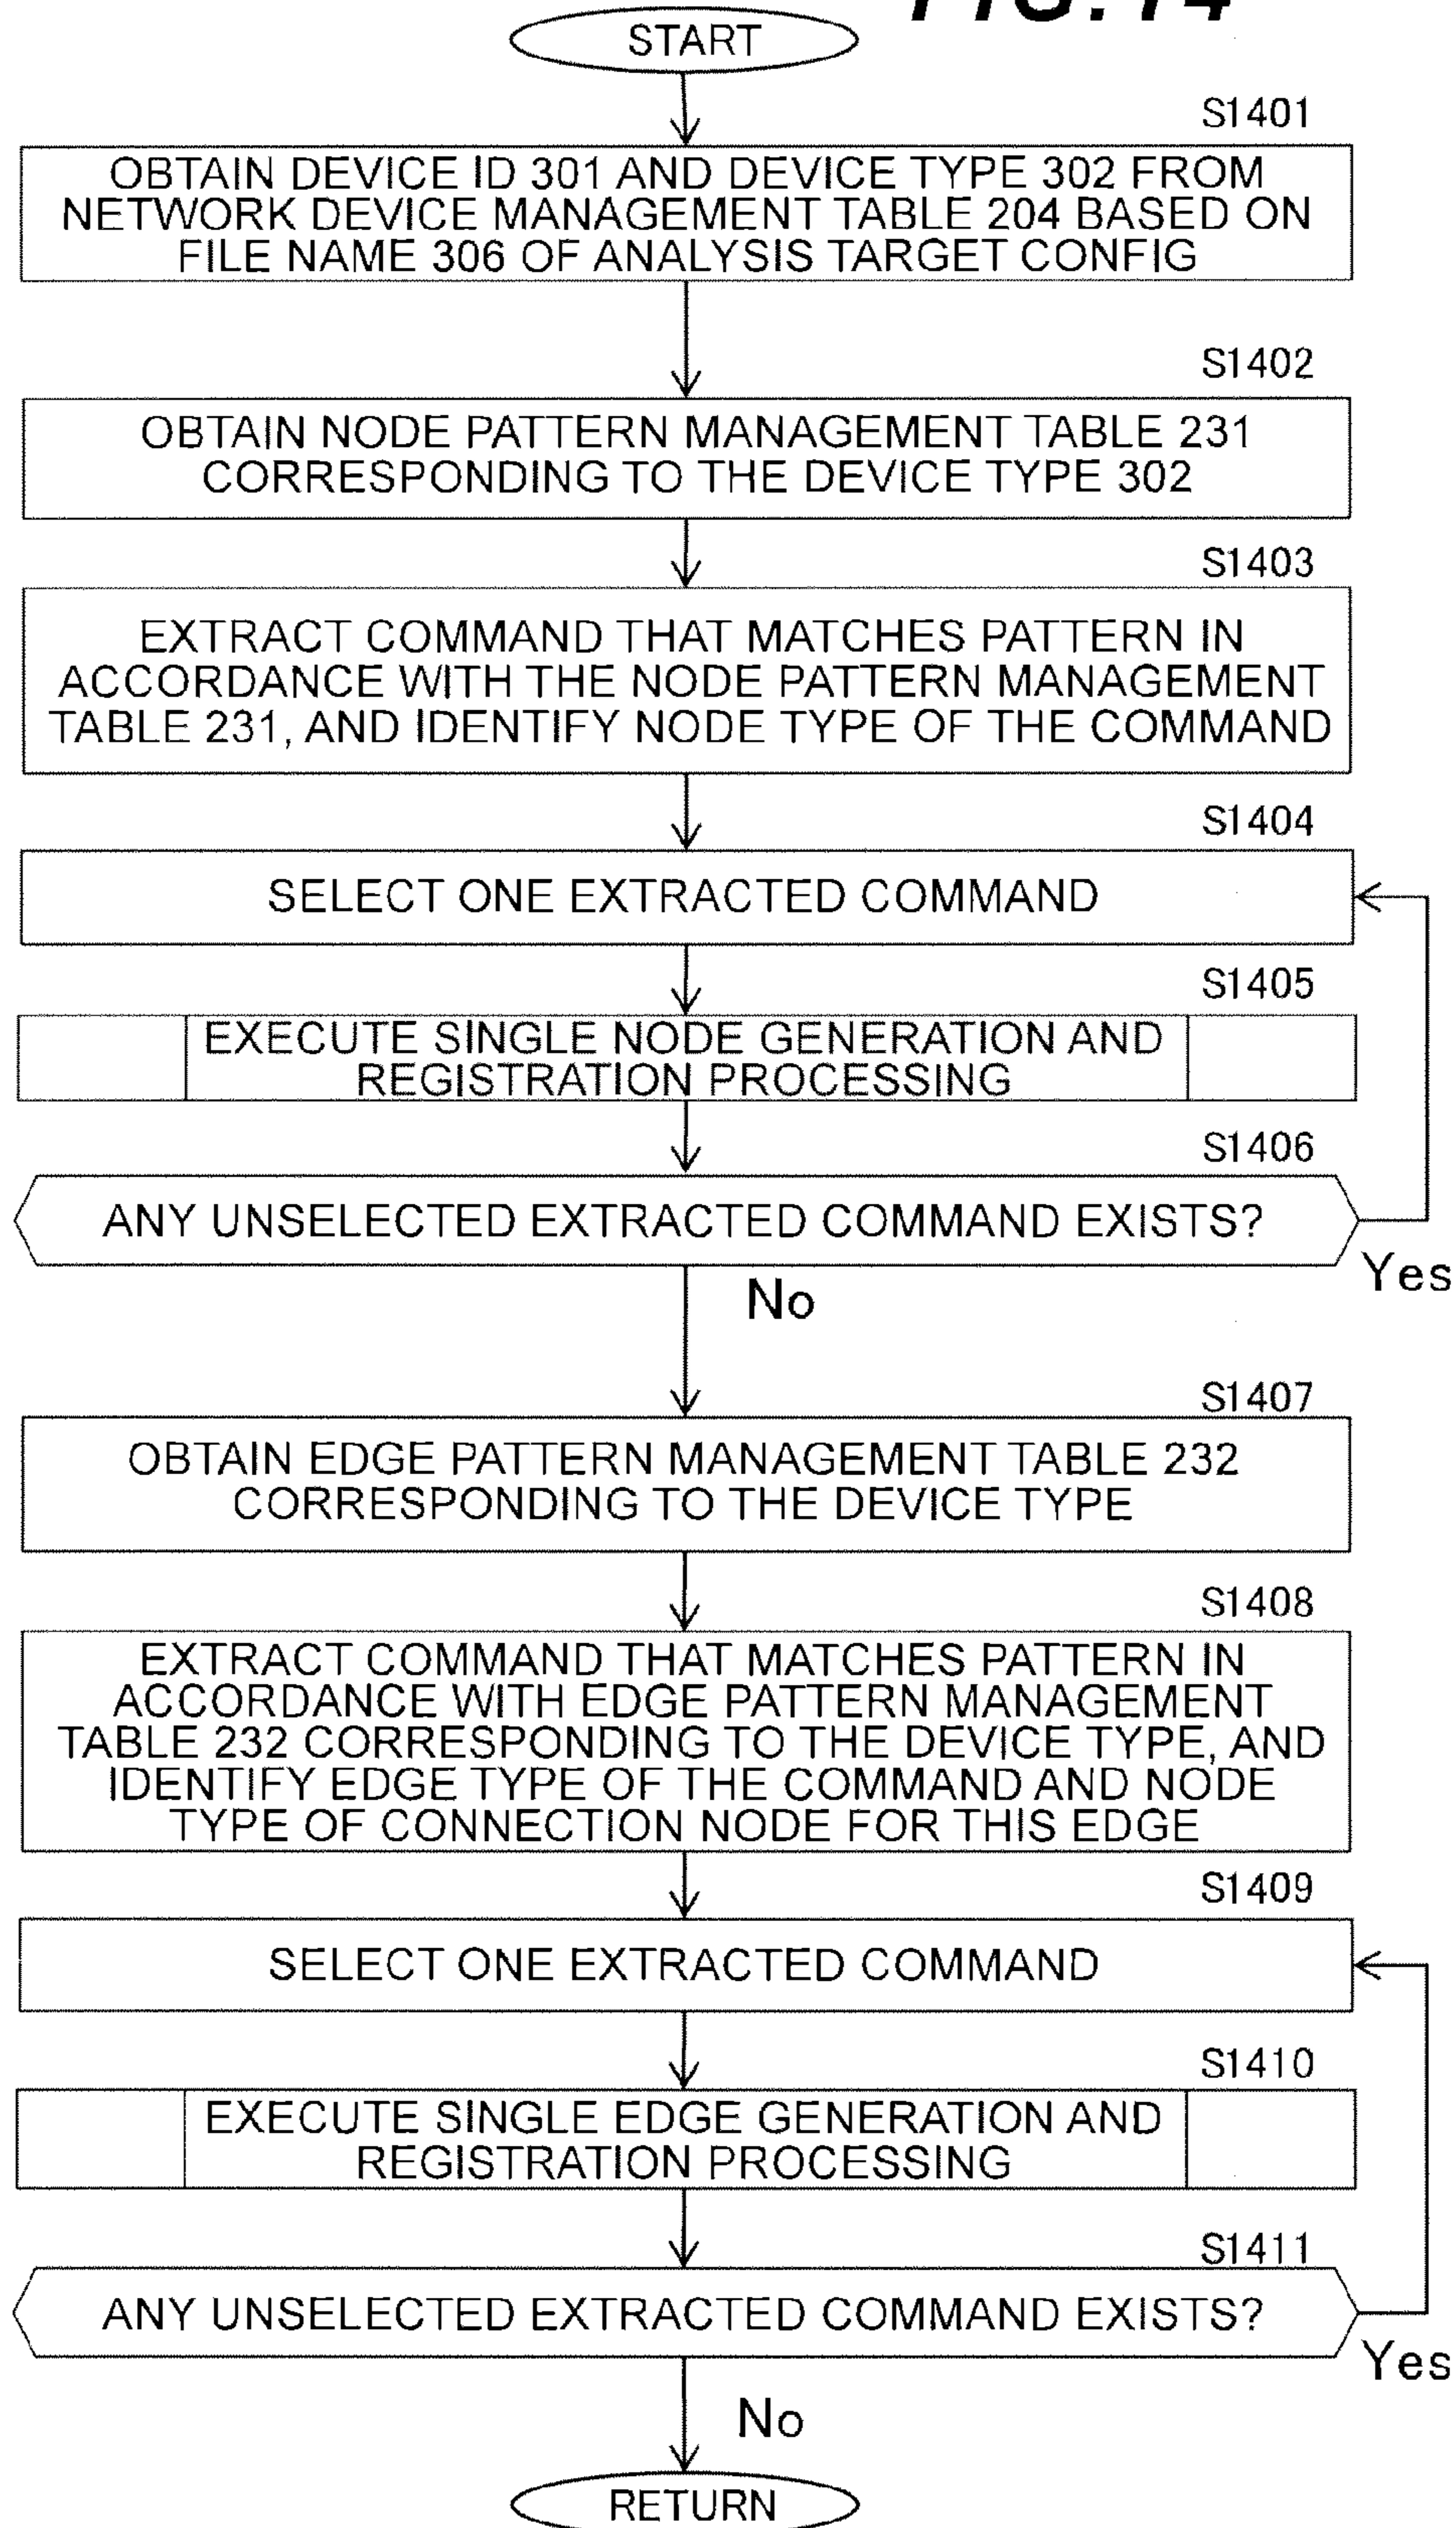 FIG. 14
START
S1401
OBTAIN DEVICE ID 301 AND DEVICE TYPE 302 FROM
NETWORK DEVICE MANAGEMENT TABLE 204 BASED ON
FILE NAME 306 OF ANALYSIS TARGET CONFIG
S1402
OBTAIN NODE PATTERN MANAGEMENT TABLE 231
CORRESPONDING TO THE DEVICE TYPE 302
S1403
EXTRACT COMMAND THAT MATCHES PATTERN IN
ACCORDANCE WITH THE NODE PATTERN MANAGEMENT
TABLE 231, AND IDENTIFY NODE TYPE OF THE COMMAND
S1404
SELECT ONE EXTRACTED COMMAND
S1405
EXECUTE SINGLE NODE GENERATION AND
REGISTRATION PROCESSING
S1406
ANY UNSELECTED EXTRACTED COMMAND EXISTS?
Yes
No
S1407
OBTAIN EDGE PATTERN MANAGEMENT TABLE 232
CORRESPONDING TO THE DEVICE TYPE
S1408
EXTRACT COMMAND THAT MATCHES PATTERN IN
ACCORDANCE WITH EDGE PATTERN MANAGEMENT
TABLE 232 CORRESPONDING TO THE DEVICE TYPE, AND
IDENTIFY EDGE TYPE OF THE COMMAND AND NODE
TYPE OF CONNECTION NODE FOR THIS EDGE
S1409
SELECT ONE EXTRACTED COMMAND
S1410
EXECUTE SINGLE EDGE GENERATION AND
REGISTRATION PROCESSING
S1411
ANY UNSELECTED EXTRACTED COMMAND EXISTS?
Yes
No
RETURN